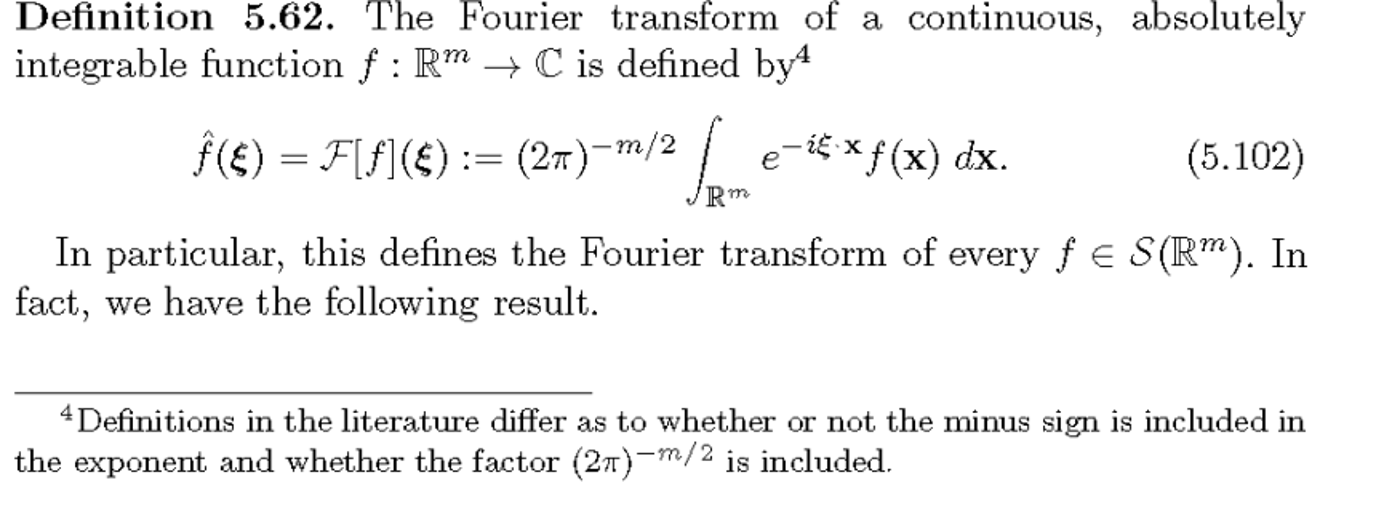 Definition 5.62. The Fourier transform of a continuous, absolutely
integrable function f : ℝᵐ → ℂ is defined by⁴
f̂(ξ) = ℱ[f](ξ) := (2π)^{−m/2} ∫_{ℝᵐ} e^{−iξ·x} f(x) dx. (5.102)
In particular, this defines the Fourier transform of every f ∈ 𝒮(ℝᵐ). In
fact, we have the following result.
⁴Definitions in the literature differ as to whether or not the minus sign is included in
the exponent and whether the factor (2π)^{−m/2} is included.